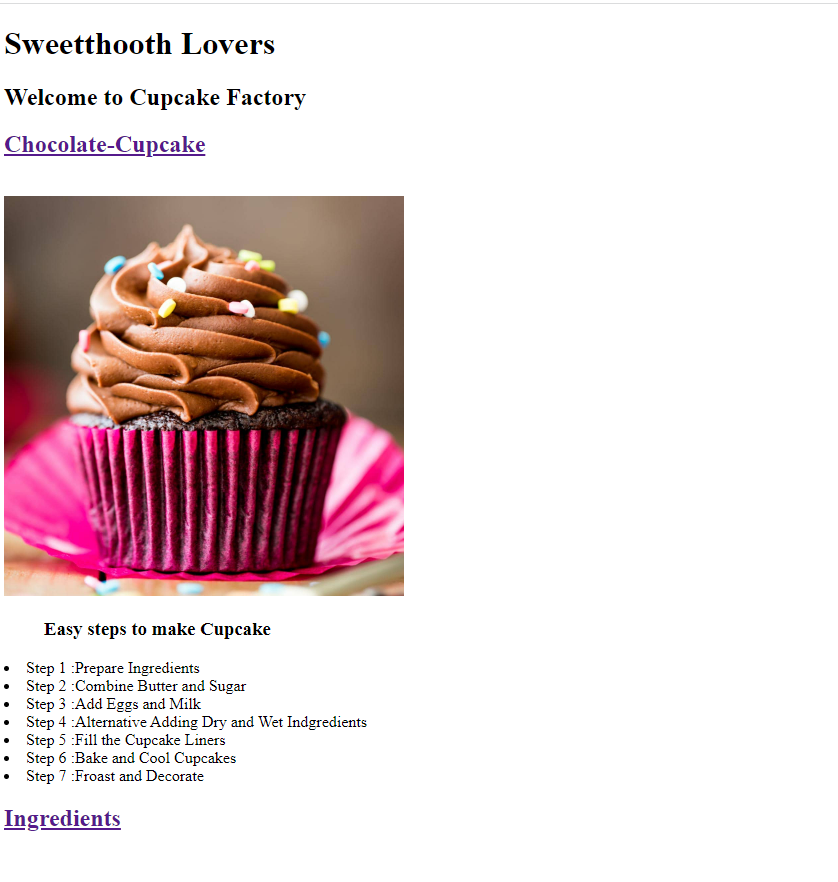 Sweetthooth Lovers
Welcome to Cupcake Factory
Chocolate-Cupcake
Easy steps to make Cupcake
• Step 1 :Prepare Ingredients
• Step 2 :Combine Butter and Sugar
• Step 3 :Add Eggs and Milk
• Step 4 :Alternative Adding Dry and Wet Indgredients
• Step 5 :Fill the Cupcake Liners
• Step 6 :Bake and Cool Cupcakes
• Step 7 :Froast and Decorate
Ingredients